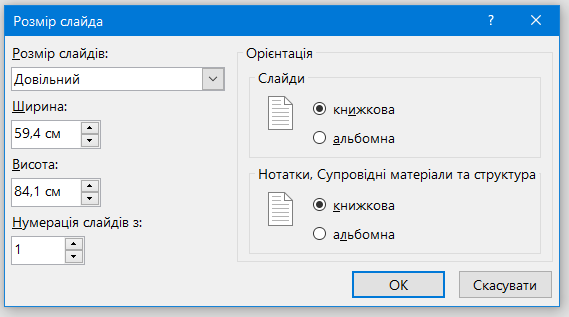 Розмір слайда
Розмір слайдів:
Довільний
Ширина:
59,4 см
Висота:
84,1 см
Нумерація слайдів з:
1
Орієнтація
Слайди
книжкова
альбомна
Нотатки, Супровідні матеріали та структура
книжкова
альбомна
ОК
Скасувати